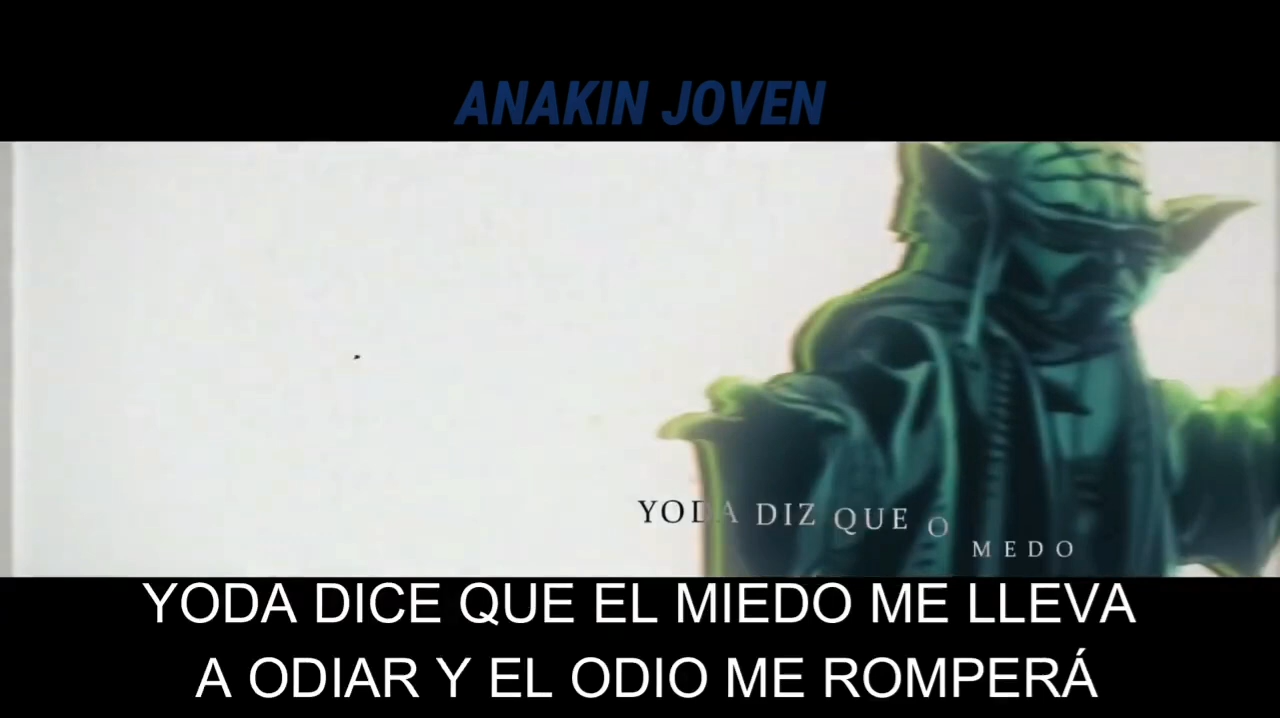 ANAKIN JOVEN
YODA DIZ QUE O
MEDO
YODA DICE QUE EL MIEDO ME LLEVA
A ODIAR Y EL ODIO ME ROMPERÁ